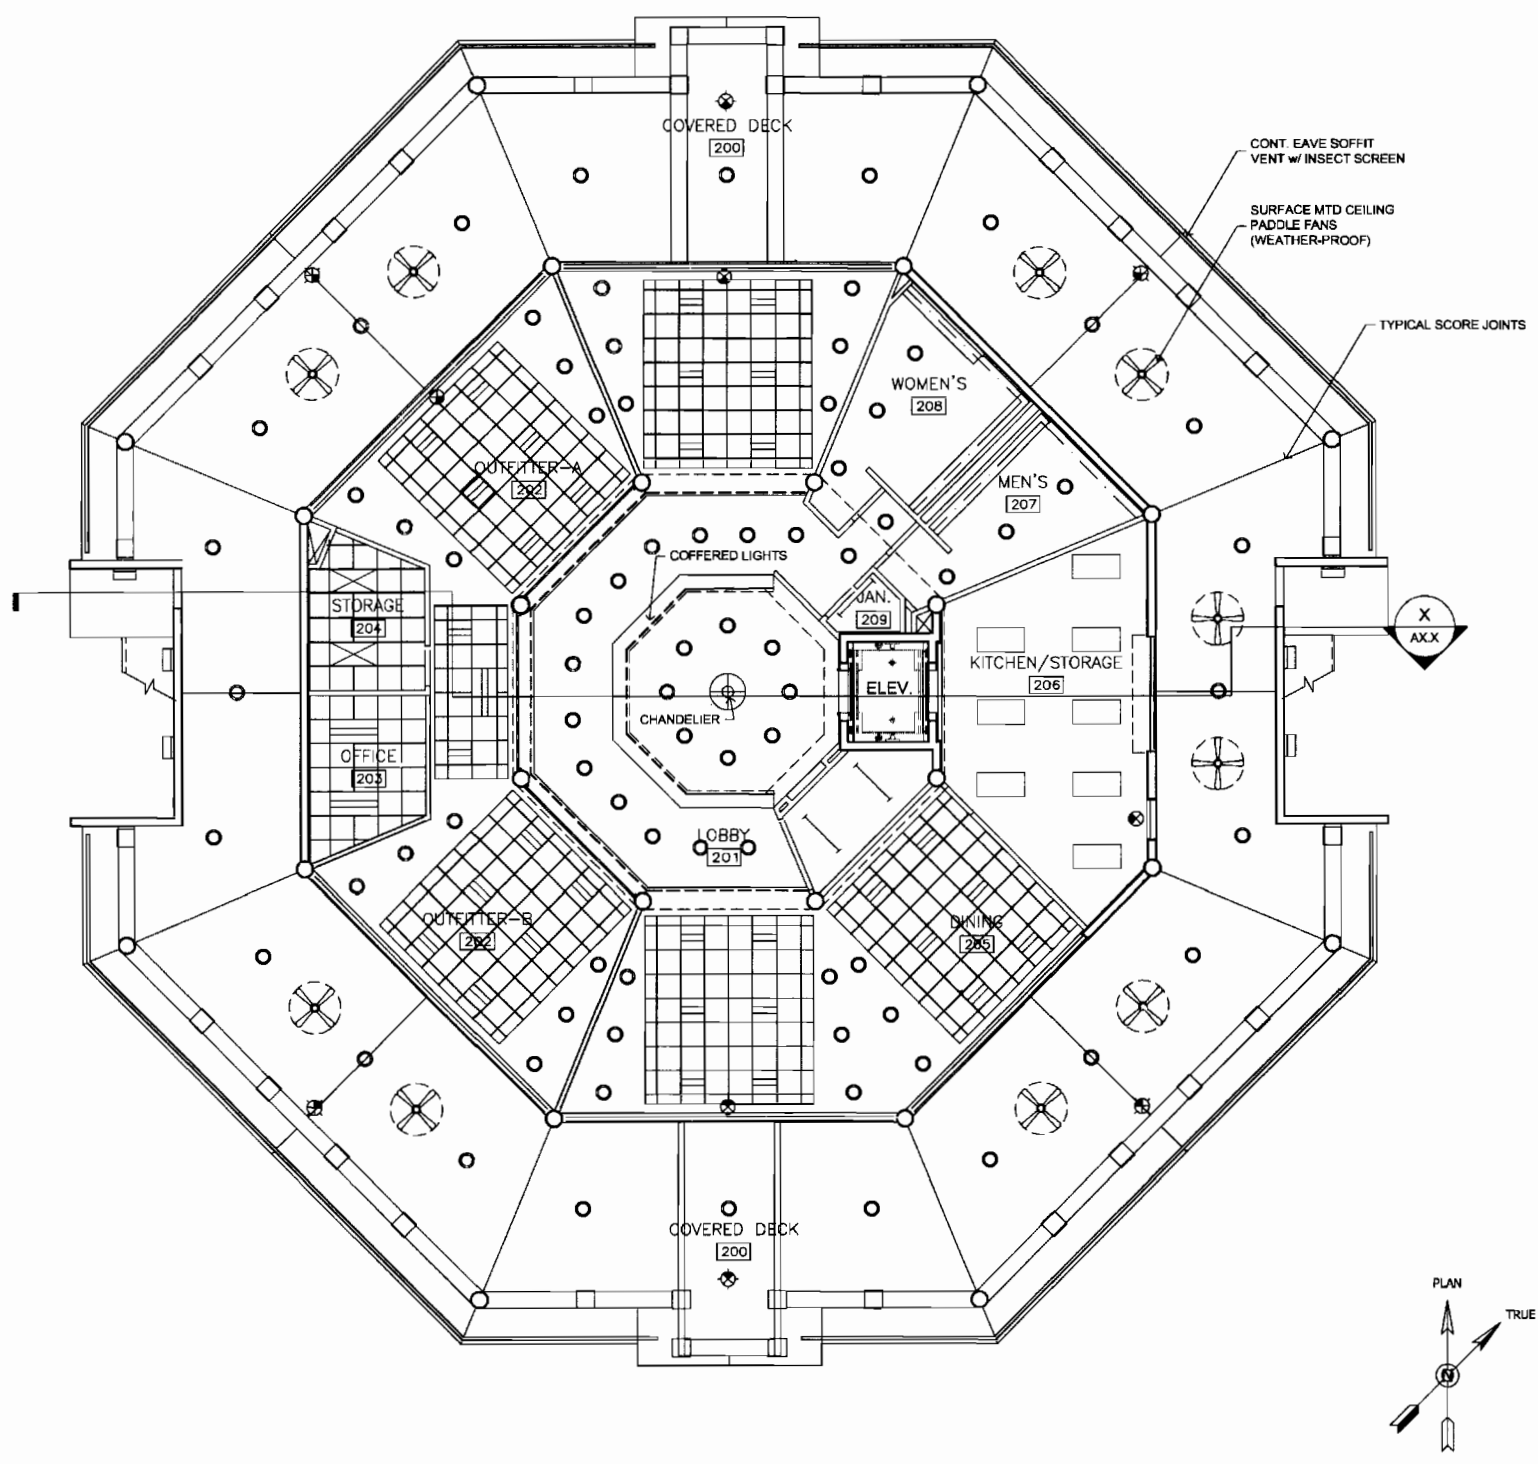 COVERED DECK
200
CONT. EAVE SOFFIT
VENT w/ INSECT SCREEN
SURFACE MTD CEILING
PADDLE FANS
(WEATHER-PROOF)
TYPICAL SCORE JOINTS
WOMEN'S
208
OUTFITTER-A
202
MEN'S
207
COFFERED LIGHTS
STORAGE
204
JAN.
209
X
AX.X
KITCHEN/STORAGE
206
ELEV.
CHANDELIER
OFFICE
203
LOBBY
201
OUTFITTER-B
202
DINING
205
COVERED DECK
200
PLAN
TRUE
N